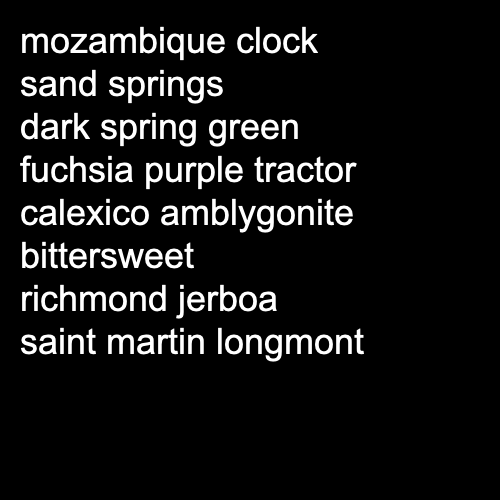 mozambique clock
sand springs
dark spring green
fuchsia purple tractor
calexico amblygonite
bittersweet
richmond jerboa
saint martin longmont